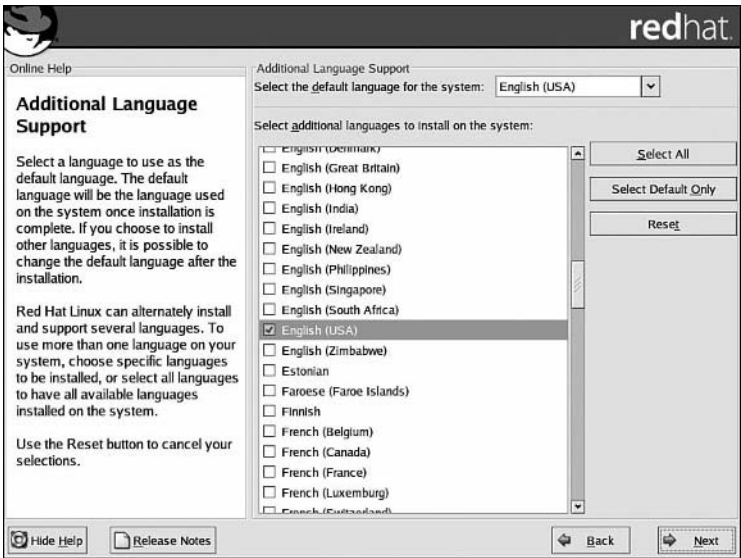 redhat.
Online Help
Additional Language
Support
Select a language to use as the
default language. The default
language will be the language used
on the system once installation is
complete. If you choose to install
other languages, it is possible to
change the default language after the
installation.
Red Hat Linux can alternately install
and support several languages. To
use more than one language on your
system, choose specific languages
to be installed, or select all languages
to have all available languages
installed on the system.
Use the Reset button to cancel your
selections.
Additional Language Support
Select the default language for the system: English (USA)
Select additional languages to install on the system:
English (Denmark)
English (Great Britain)
English (Hong Kong)
English (India)
English (Ireland)
English (New Zealand)
English (Philippines)
English (Singapore)
English (South Africa)
English (USA)
English (Zimbabwe)
Estonian
Faroese (Faroe Islands)
Finnish
French (Belgium)
French (Canada)
French (France)
French (Luxemburg)
French (Switzerland)
Select All
Select Default Only
Reset
Hide Help
Release Notes
Back
Next